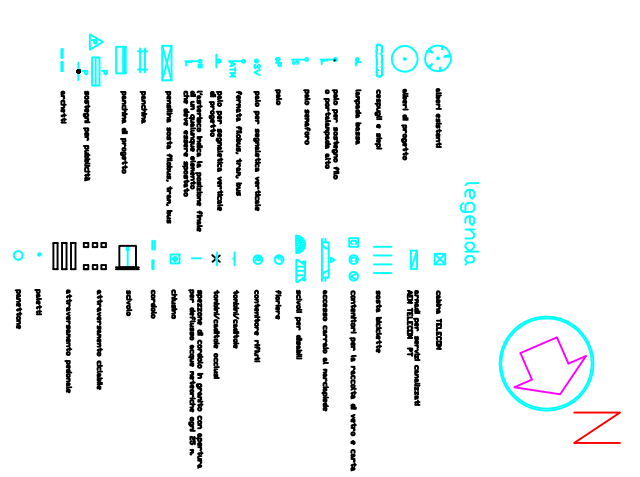 legenda
alberi esistenti
alberi di progetto
cespugli e siepi
lampada bassa
palo per sostegno filo
o portalampada alto
palo semaforo
palo
palo per segnaletica verticale
fermata filobus, tram, bus
palo per segnaletica verticale
di progetto
l'asterisco indica la posizione finale
di un qualunque elemento
che deve essere spostato
pensilina sosta filobus, tram, bus
panchina
panchina di progetto
sostegni per pubblicità
archetti
cabina TELECOM
armadi per servizi canalizzati
AEM TELECOM PT
sosta biciclette
contenitori per la raccolta di vetro e carta
accesso carraio al marciapiede
scivoli per disabili
fioriere
contenitore rifiuti
tombini/caditoie
tombini/caditoie occlusi
spezzone di cordolo in granito con apertura
per deflusso acque meteoriche ogni 25 m.
chiusino
cordolo
scivolo
attraversamento ciclabile
attraversamento pedonale
paletti
panettone
N